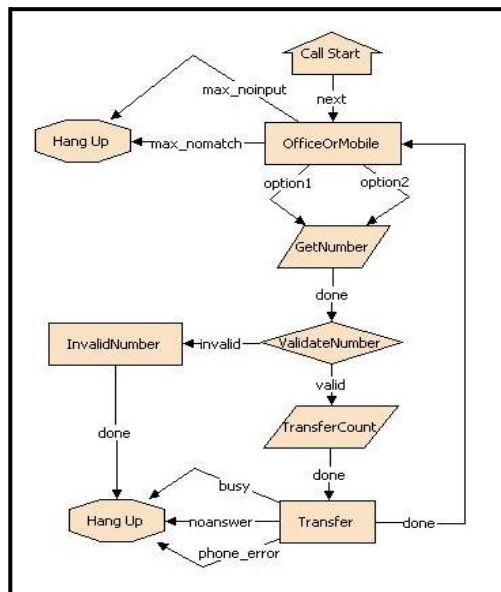 Call Start
next
max_noinput
Hang Up
max_nomatch
OfficeOrMobile
option1
option2
GetNumber
done
InvalidNumber
invalid
ValidateNumber
valid
TransferCount
done
done
busy
Hang Up
noanswer
Transfer
done
phone_error